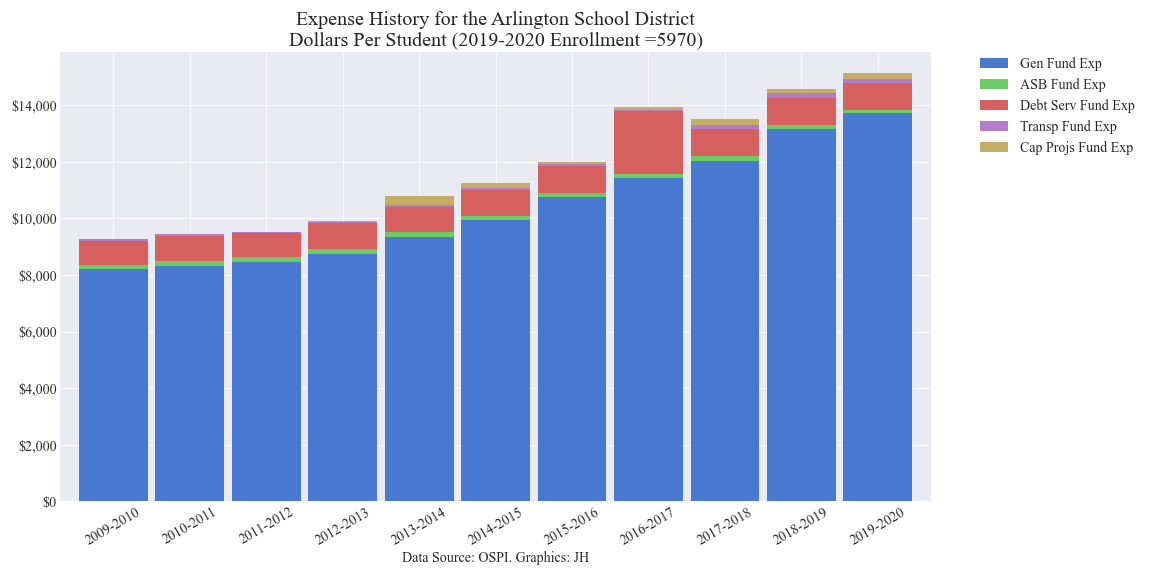 Expense History for the Arlington School District
Dollars Per Student (2019-2020 Enrollment =5970)
Gen Fund Exp
ASB Fund Exp
Debt Serv Fund Exp
Transp Fund Exp
Cap Projs Fund Exp
$14,000
$12,000
$10,000
$8,000
$6,000
$4,000
$2,000
$0
2009-2010
2010-2011
2011-2012
2012-2013
2013-2014
2014-2015
2015-2016
2016-2017
2017-2018
2018-2019
2019-2020
Data Source: OSPI. Graphics: JH